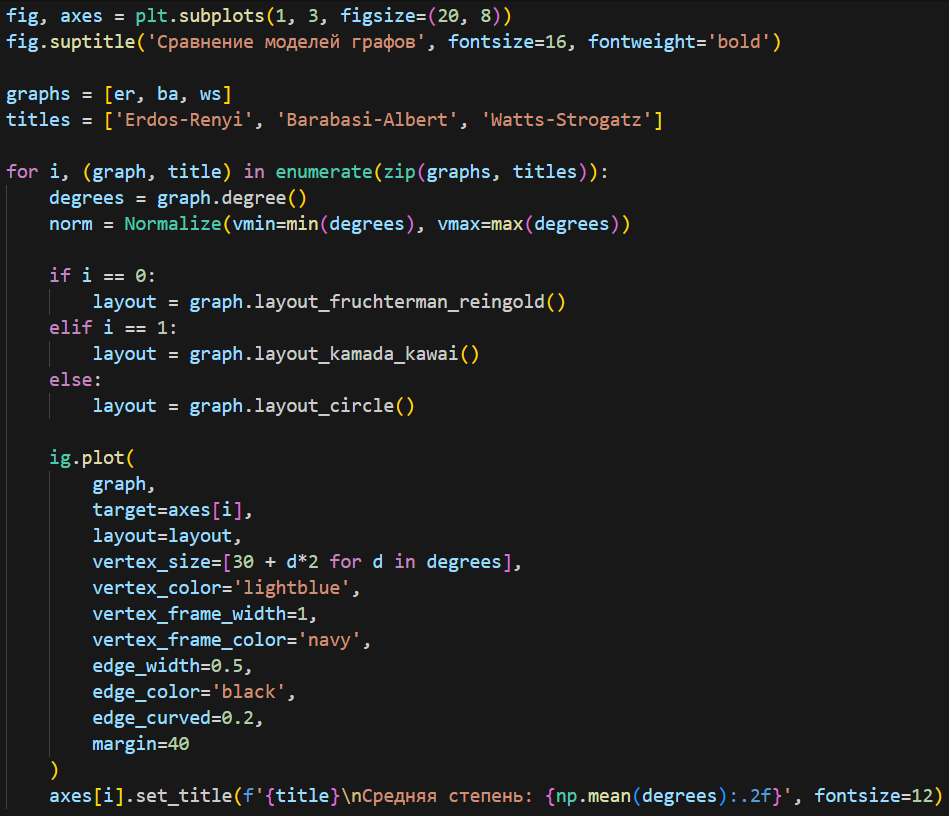 fig, axes = plt.subplots(1, 3, figsize=(20, 8))
fig.suptitle('Сравнение моделей графов', fontsize=16, fontweight='bold')

graphs = [er, ba, ws]
titles = ['Erdos-Renyi', 'Barabasi-Albert', 'Watts-Strogatz']

for i, (graph, title) in enumerate(zip(graphs, titles)):
    degrees = graph.degree()
    norm = Normalize(vmin=min(degrees), vmax=max(degrees))

    if i == 0:
        layout = graph.layout_fruchterman_reingold()
    elif i == 1:
        layout = graph.layout_kamada_kawai()
    else:
        layout = graph.layout_circle()

    ig.plot(
        graph,
        target=axes[i],
        layout=layout,
        vertex_size=[30 + d*2 for d in degrees],
        vertex_color='lightblue',
        vertex_frame_width=1,
        vertex_frame_color='navy',
        edge_width=0.5,
        edge_color='black',
        edge_curved=0.2,
        margin=40
    )
    axes[i].set_title(f'{title}\nСредняя степень: {np.mean(degrees):.2f}', fontsize=12)